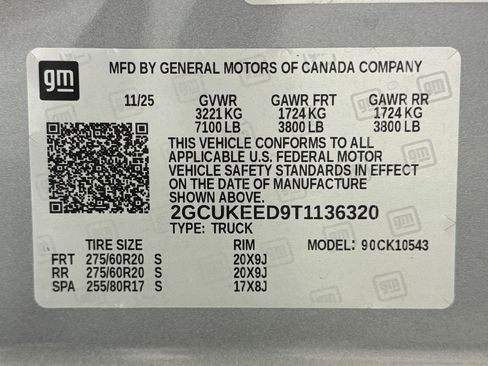 gm
MFD BY GENERAL MOTORS OF CANADA COMPANY
11/25 GVWR GAWR FRT GAWR RR
3221 KG 1724 KG 1724 KG
7100 LB 3800 LB 3800 LB
THIS VEHICLE CONFORMS TO ALL
APPLICABLE U.S. FEDERAL MOTOR
VEHICLE SAFETY STANDARDS IN EFFECT
ON THE DATE OF MANUFACTURE
SHOWN ABOVE.
2GCUKEED9T1136320
TYPE: TRUCK
TIRE SIZE RIM MODEL: 90CK10543
FRT 275/60R20 S 20X9J
RR 275/60R20 S 20X9J
SPA 255/80R17 S 17X8J